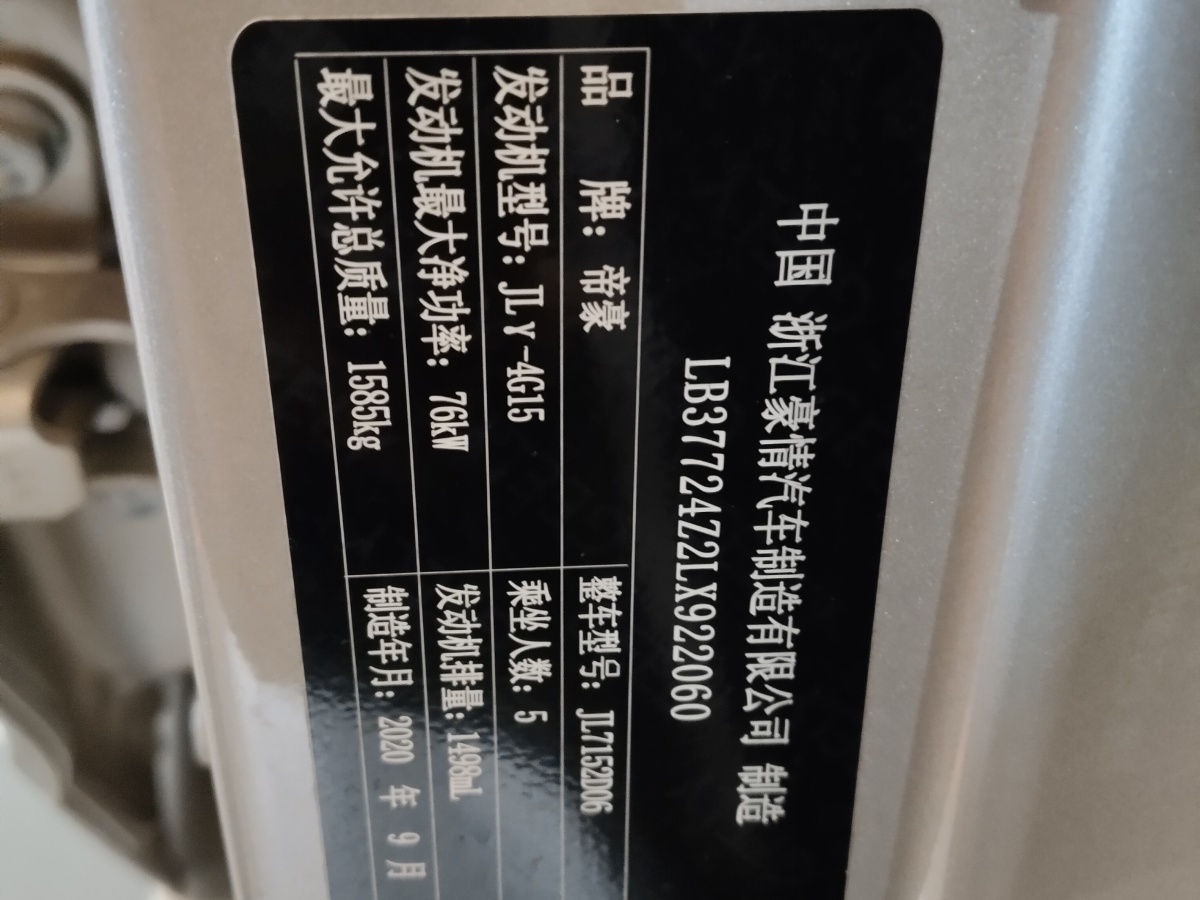 中国 浙江豪情汽车制造有限公司 制造
LB37724Z2LX922060
品 牌: 帝豪 整车型号: JL7152D06
发动机型号: JLγ-4G15 乘坐人数: 5
发动机最大净功率: 76kW 发动机排量: 1498mL
最大允许总质量: 1585kg 制造年月: 2020 年 9 月